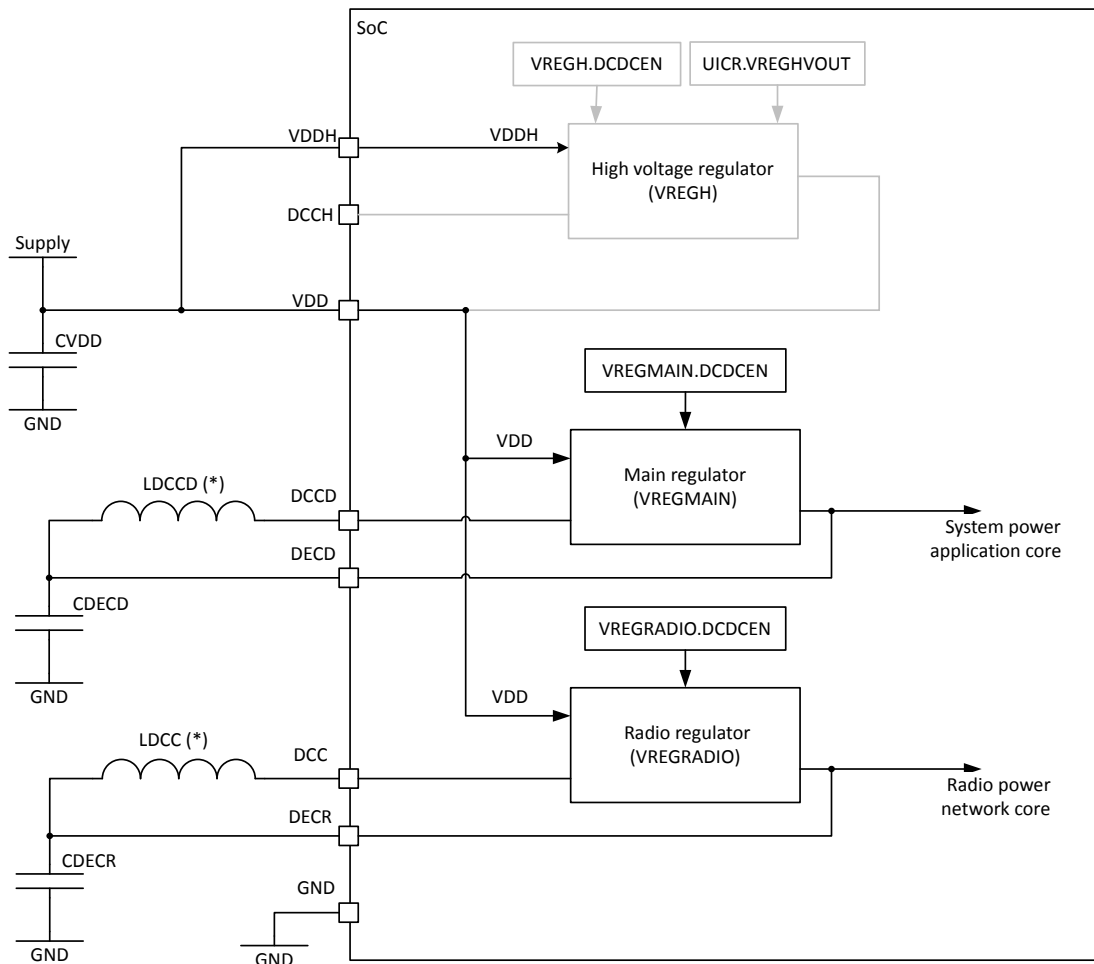 SoC
VREGH.DCDCEN
UICR.VREGHVOUT
VDDH
VDDH
High voltage regulator
(VREGH)
DCCH
Supply
VDD
CVDD
GND
VREGMAIN.DCDCEN
VDD
Main regulator
(VREGMAIN)
LDCCD (*)
DCCD
System power
application core
DECD
CDECD
GND
VREGRADIO.DCDCEN
VDD
Radio regulator
(VREGRADIO)
LDCC (*)
DCC
Radio power
network core
DECR
CDECR
GND
GND
GND